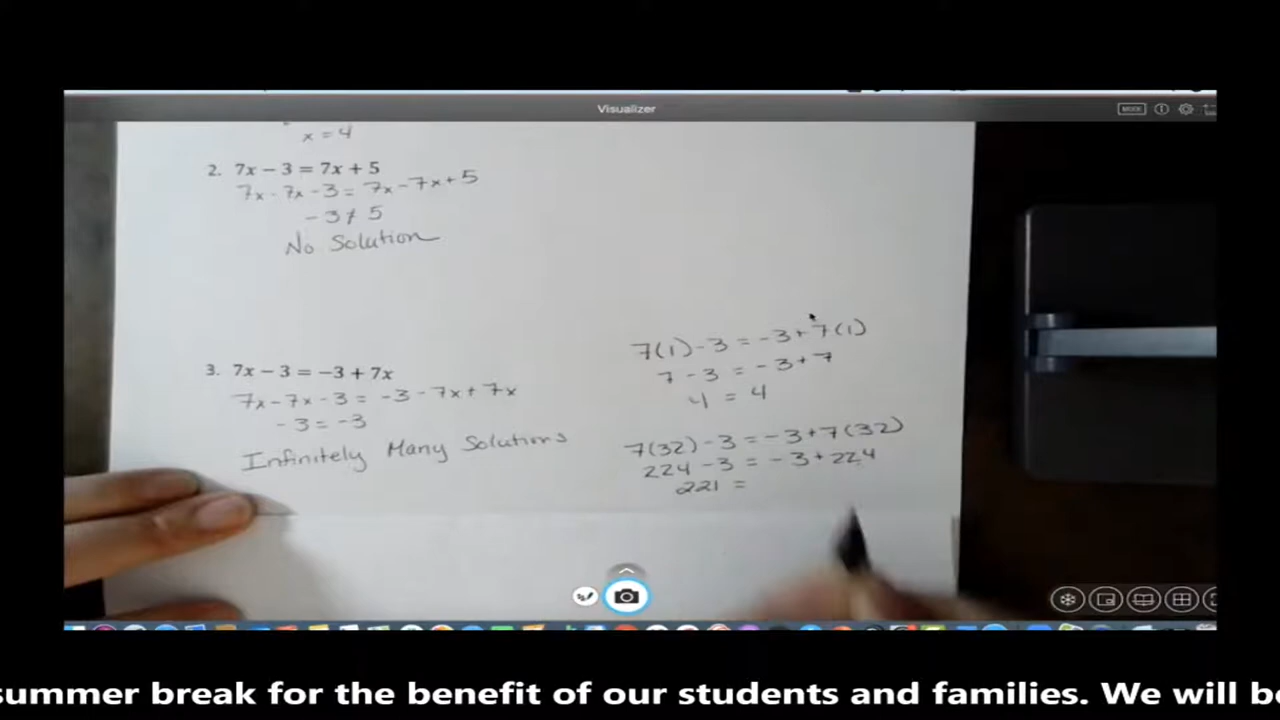 Visualizer
MODE
x = 4
2. 7x − 3 = 7x + 5
7x - 7x - 3 = 7x - 7x + 5
-3 ≠ 5
No Solution
3. 7x − 3 = −3 + 7x
7x - 7x - 3 = -3 - 7x + 7x
-3 = -3
Infinitely Many Solutions
7(1) - 3 = -3 + 7(1)
7 - 3 = -3 + 7
4 = 4
7(32) - 3 = -3 + 7(32)
224 - 3 = -3 + 224
221 =
summer break for the benefit of our students and families. We will be